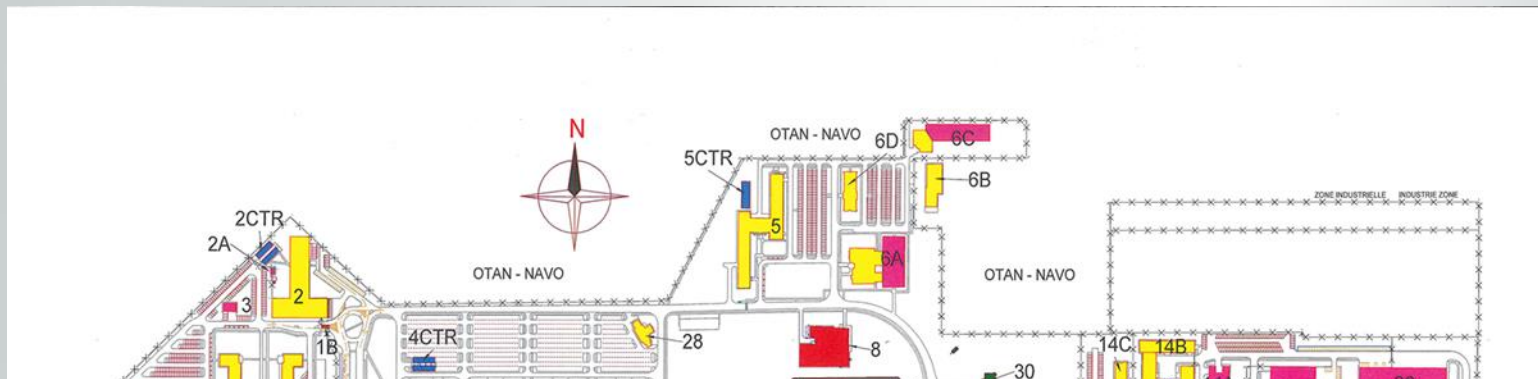 N
OTAN - NAVO
6D
6C
5CTR
6B
ZONE INDUSTRIELLE INDUSTRIE ZONE
2CTR
2A
5
6A
OTAN - NAVO
OTAN - NAVO
2
3
1B
4CTR
28
8
14C
14B
30